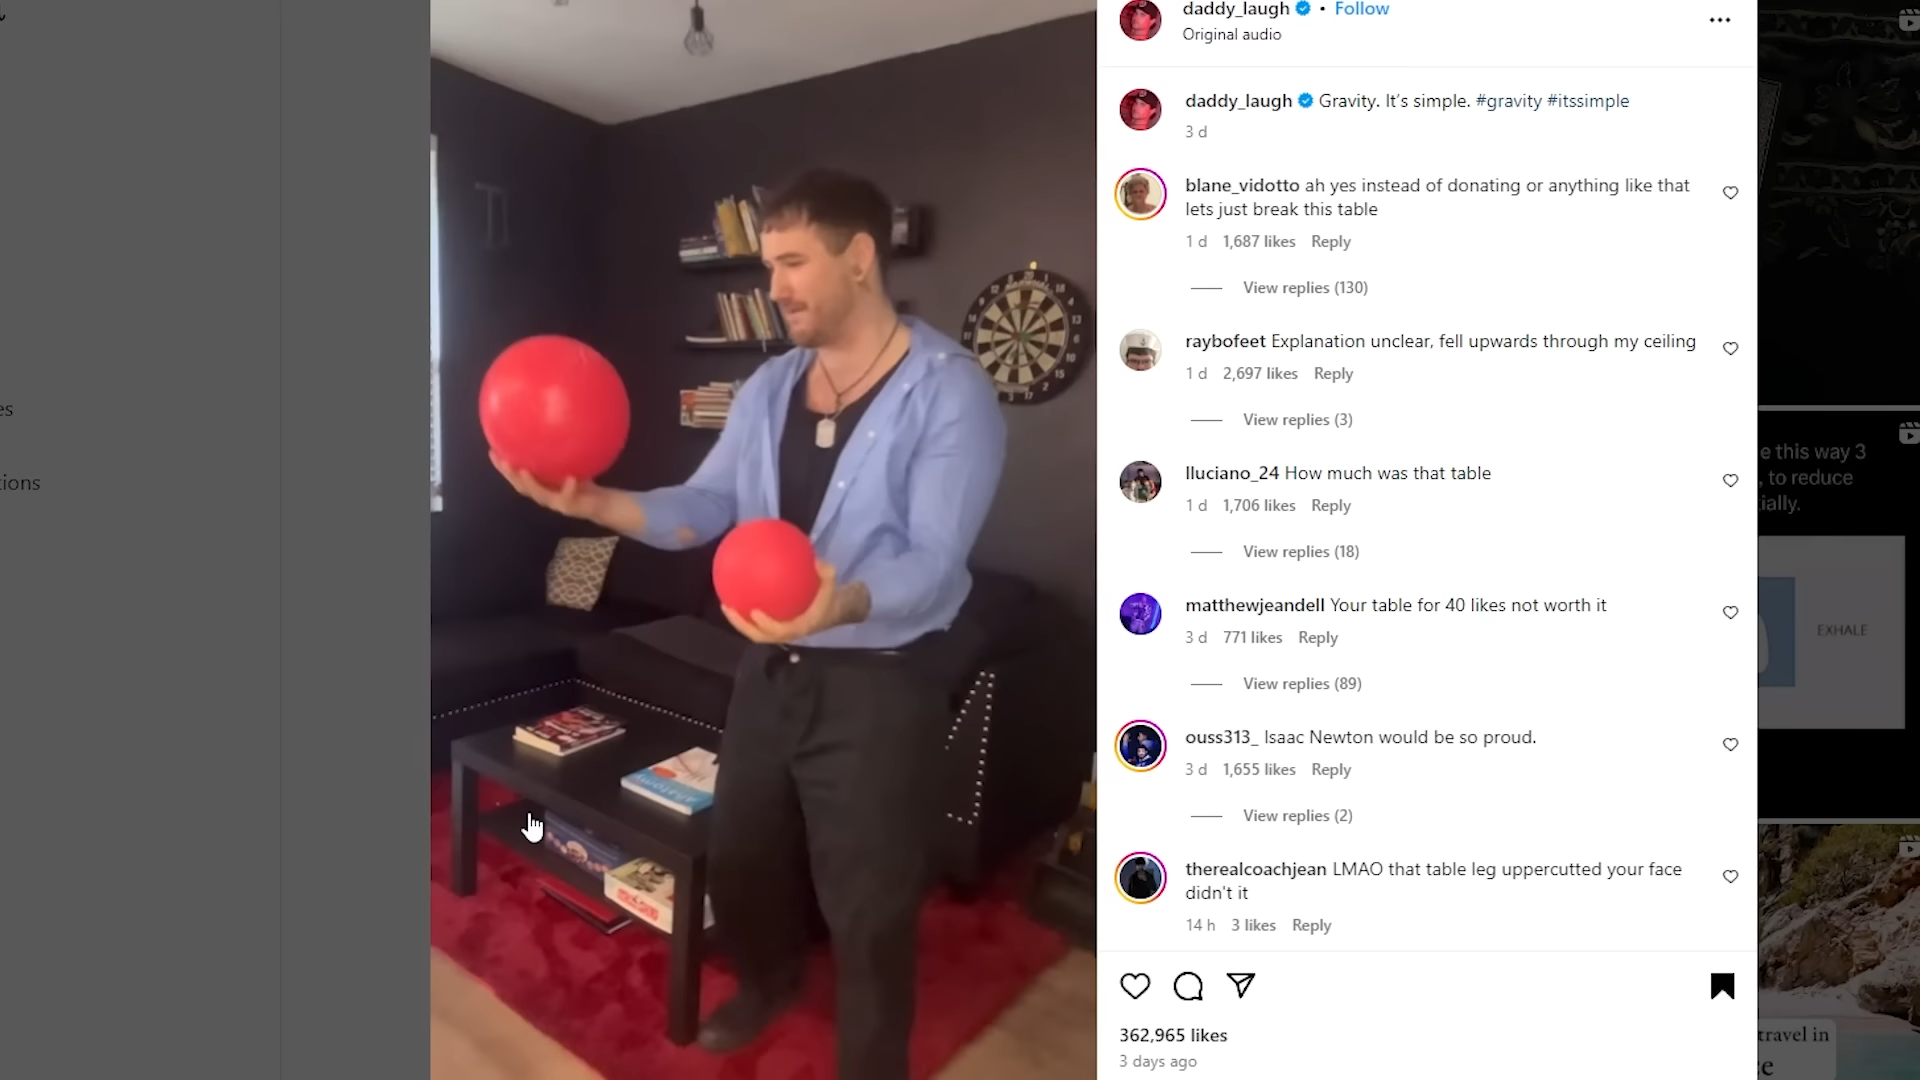 daddy_laugh • Follow
Original audio
daddy_laugh Gravity. It's simple. #gravity #itssimple
3 d
blane_vidotto ah yes instead of donating or anything like that
lets just break this table
1 d 1,687 likes Reply
View replies (130)
raybofeet Explanation unclear, fell upwards through my ceiling
1 d 2,697 likes Reply
View replies (3)
lluciano_24 How much was that table
1 d 1,706 likes Reply
View replies (18)
matthewjeandell Your table for 40 likes not worth it
3 d 771 likes Reply
View replies (89)
ouss313_ Isaac Newton would be so proud.
3 d 1,655 likes Reply
View replies (2)
therealcoachjean LMAO that table leg uppercutted your face
didn't it
14 h 3 likes Reply
362,965 likes
3 days ago
es
tions
e this way 3
, to reduce
ially.
EXHALE
travel in
e